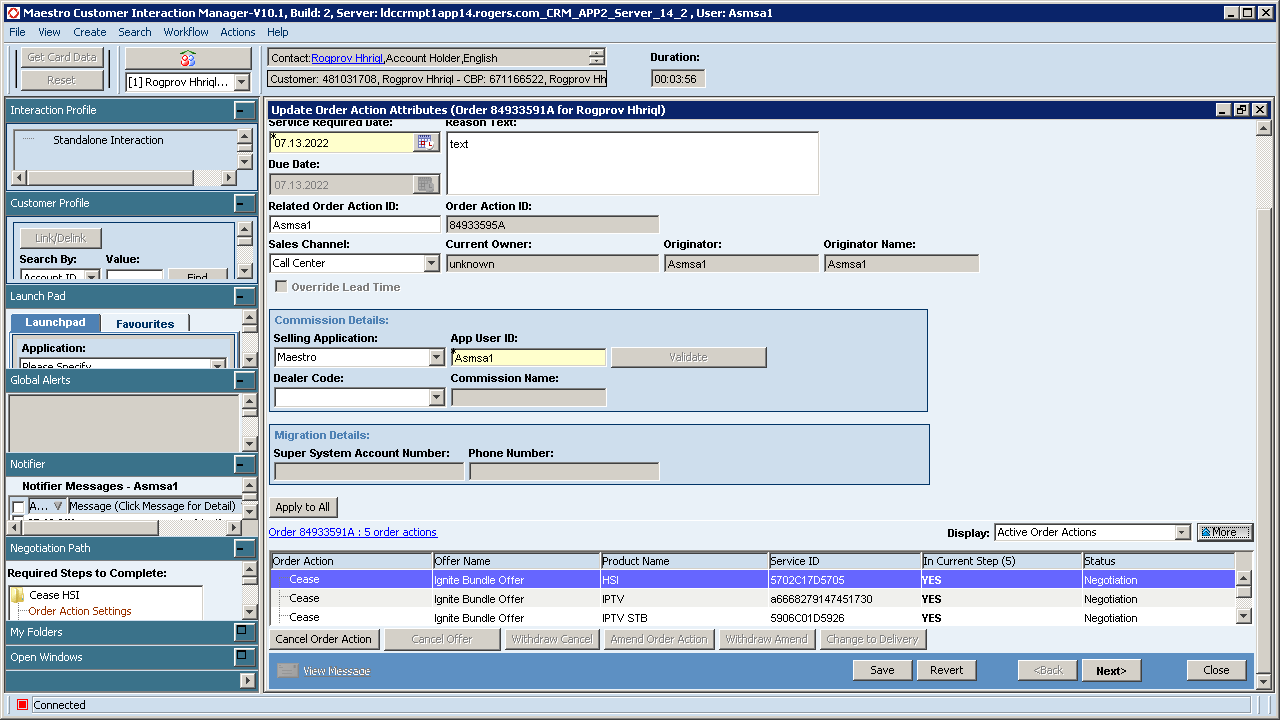 Maestro Customer Interaction Manager-V10.1, Build: 2, Server: ldccrmpt1app14.rogers.com_CRM_APP2_Server_14_2 , User: Asmsa1
File View Create Search Workflow Actions Help
Get Card Data
Reset
[1] Rogprov Hhriql...
Contact:Rogprov Hhriql,Account Holder,English
Customer: 481031708, Rogprov Hhriql - CBP: 671166522, Rogprov Hh
Duration:
00:03:56
Interaction Profile
Standalone Interaction
Customer Profile
Link/Delink
Search By: Value:
Account ID Find
Launch Pad
Launchpad Favourites
Application:
Please Specify
Global Alerts
Notifier
Notifier Messages - Asmsa1
A... Message (Click Message for Detail)
Negotiation Path
Required Steps to Complete:
Cease HSI
Order Action Settings
My Folders
Open Windows
Update Order Action Attributes (Order 84933591A for Rogprov Hhriql)
Service Required Date: Reason Text:
*07.13.2022 text
Due Date:
07.13.2022
Related Order Action ID: Order Action ID:
Asmsa1 84933595A
Sales Channel: Current Owner: Originator: Originator Name:
Call Center unknown Asmsa1 Asmsa1
Override Lead Time
Commission Details:
Selling Application: App User ID:
Maestro *Asmsa1 Validate
Dealer Code: Commission Name:
Migration Details:
Super System Account Number: Phone Number:
Apply to All
Order 84933591A : 5 order actions Display: Active Order Actions More
Order Action Offer Name Product Name Service ID In Current Step (5) Status
Cease Ignite Bundle Offer HSI 5702C17D5705 YES Negotiation
Cease Ignite Bundle Offer IPTV a6668279147451730 YES Negotiation
Cease Ignite Bundle Offer IPTV STB 5906C01D5926 YES Negotiation
Cancel Order Action Cancel Offer Withdraw Cancel Amend Order Action Withdraw Amend Change to Delivery
View Message Save Revert <Back Next> Close
Connected